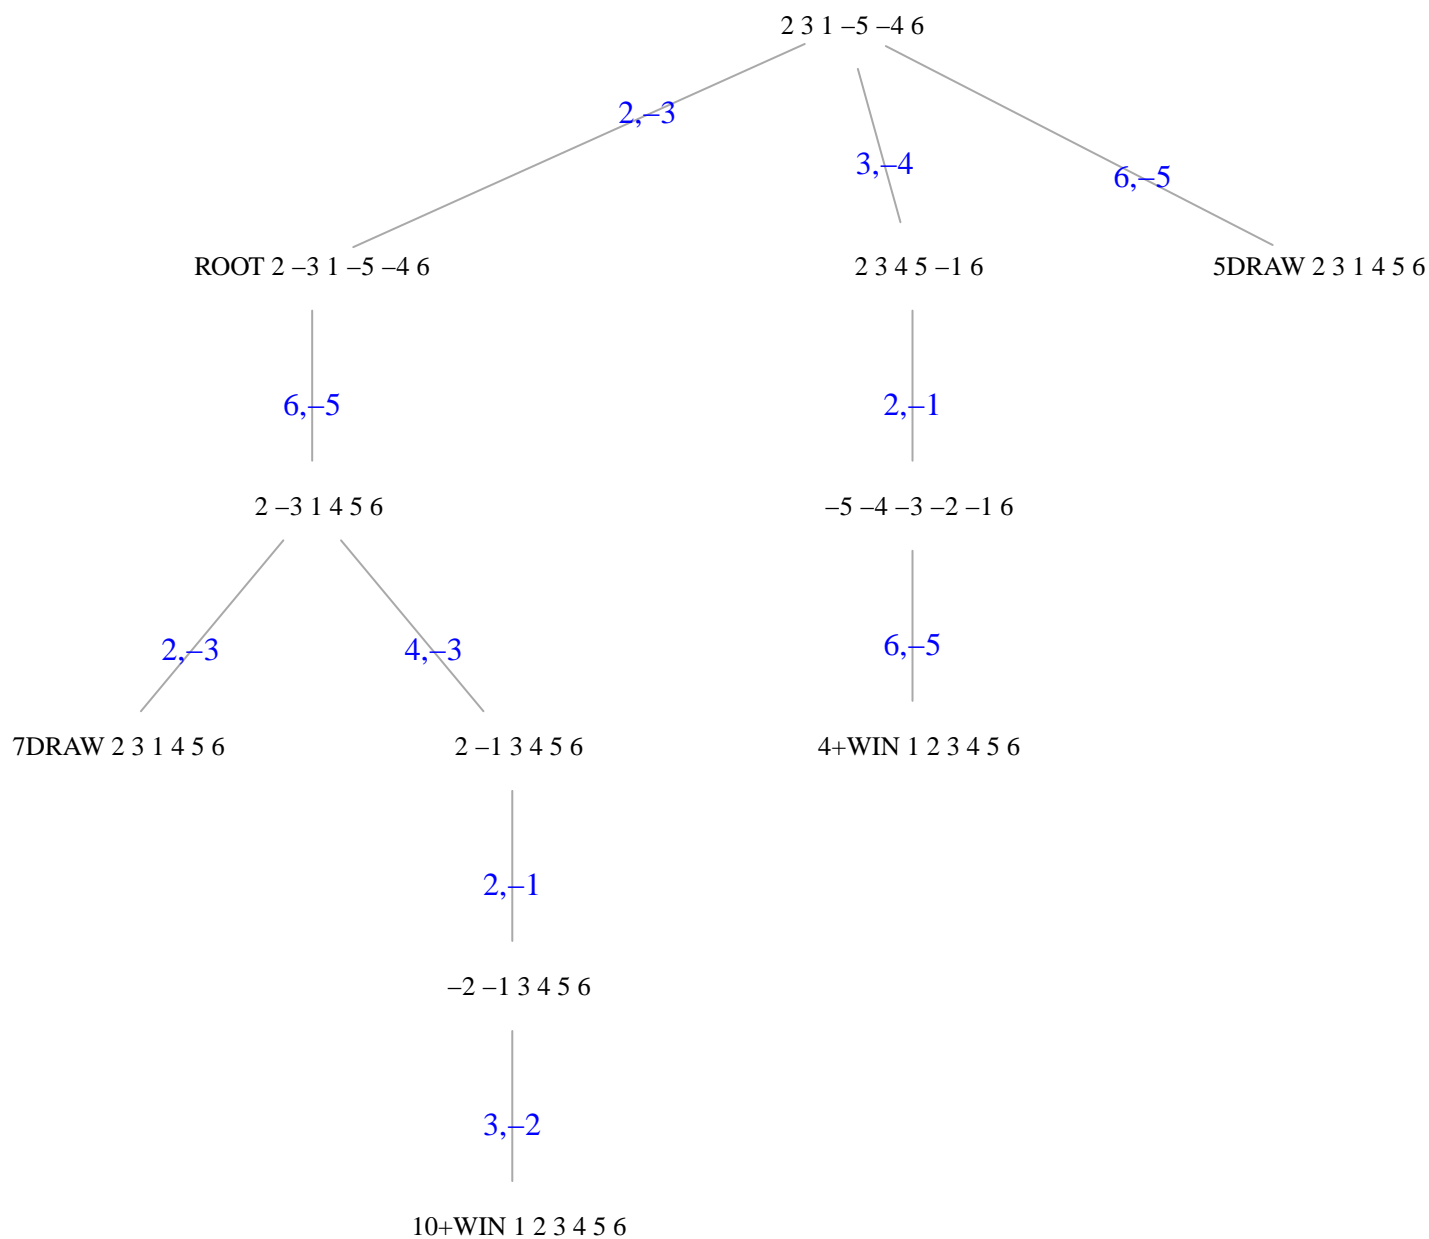 2 3 1 –5 –4 6
2,–3
3,–4
6,–5
ROOT 2 –3 1 –5 –4 6
2 3 4 5 –1 6
5DRAW 2 3 1 4 5 6
6,–5
2,–1
2 –3 1 4 5 6
–5 –4 –3 –2 –1 6
2,–3
4,–3
6,–5
7DRAW 2 3 1 4 5 6
2 –1 3 4 5 6
4+WIN 1 2 3 4 5 6
2,–1
–2 –1 3 4 5 6
3,–2
10+WIN 1 2 3 4 5 6